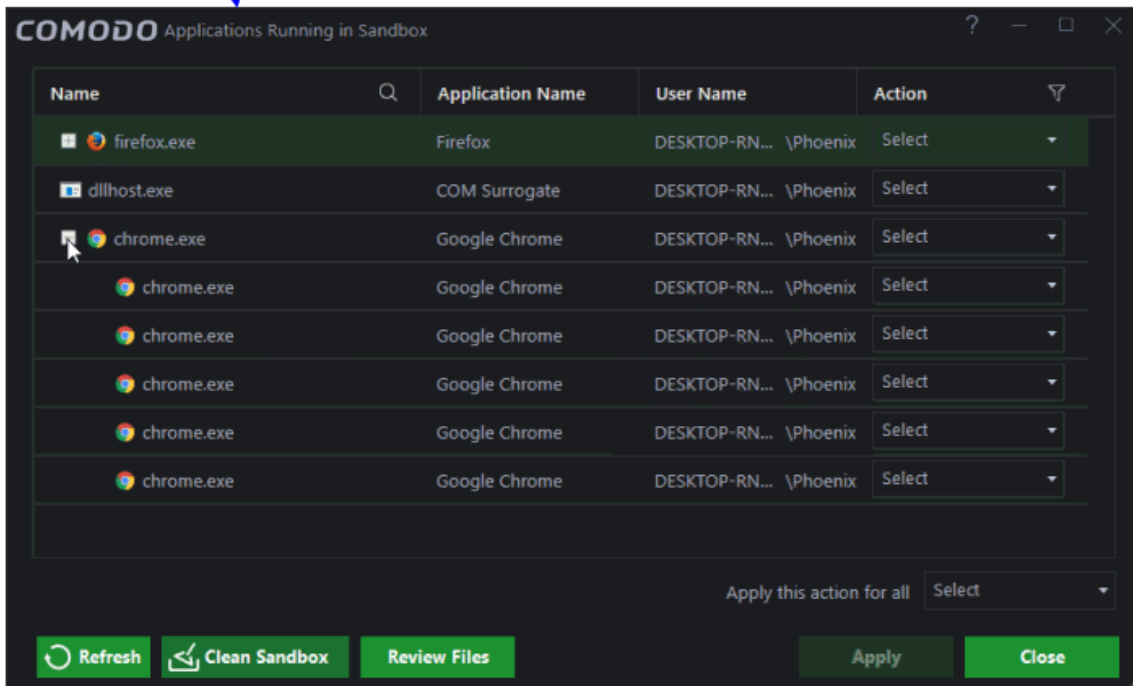 COMODO Applications Running in Sandbox ?
Name Application Name User Name Action
firefox.exe Firefox DESKTOP-RN... \Phoenix Select
dllhost.exe COM Surrogate DESKTOP-RN... \Phoenix Select
chrome.exe Google Chrome DESKTOP-RN... \Phoenix Select
chrome.exe Google Chrome DESKTOP-RN... \Phoenix Select
chrome.exe Google Chrome DESKTOP-RN... \Phoenix Select
chrome.exe Google Chrome DESKTOP-RN... \Phoenix Select
chrome.exe Google Chrome DESKTOP-RN... \Phoenix Select
chrome.exe Google Chrome DESKTOP-RN... \Phoenix Select
Apply this action for all Select
Refresh Clean Sandbox Review Files Apply Close